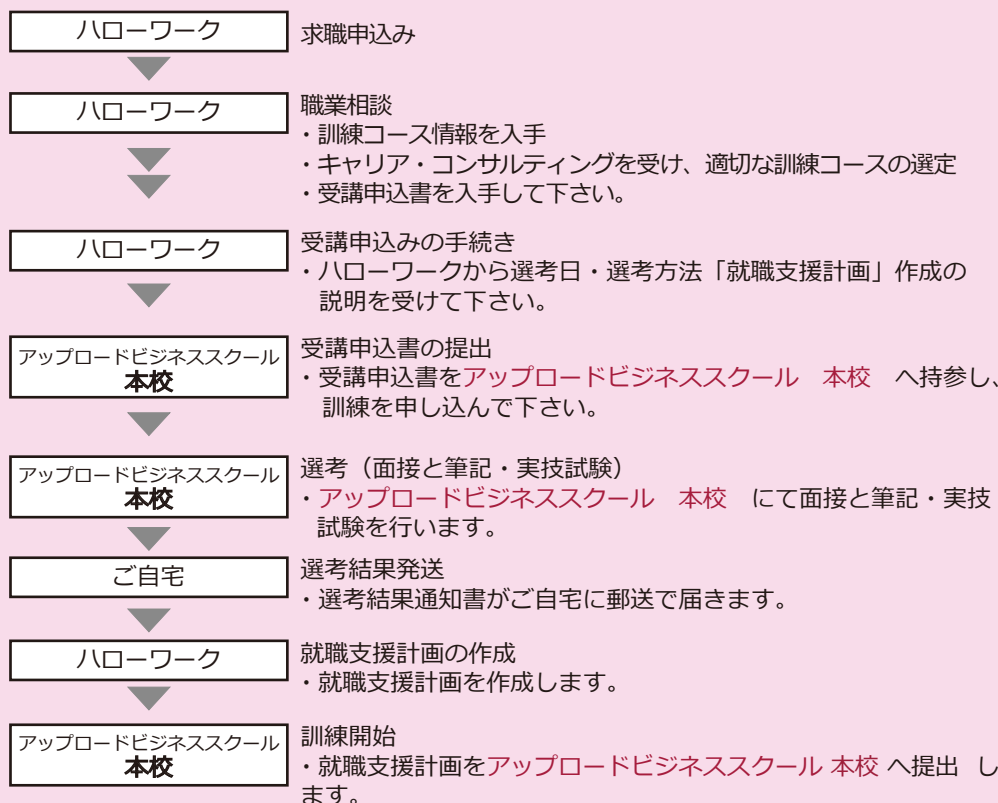 ハローワーク
求職申込み
ハローワーク
職業相談
・訓練コース情報を入手
・キャリア・コンサルティングを受け、適切な訓練コースの選定
・受講申込書を入手して下さい。
ハローワーク
受講申込みの手続き
・ハローワークから選考日・選考方法「就職支援計画」作成の
説明を受けて下さい。
アップロードビジネススクール
本校
受講申込書の提出
・受講申込書をアップロードビジネススクール　本校　へ持参し、
訓練を申し込んで下さい。
アップロードビジネススクール
本校
選考（面接と筆記・実技試験）
・アップロードビジネススクール　本校　にて面接と筆記・実技
試験を行います。
ご自宅
選考結果発送
・選考結果通知書がご自宅に郵送で届きます。
ハローワーク
就職支援計画の作成
・就職支援計画を作成します。
アップロードビジネススクール
本校
訓練開始
・就職支援計画をアップロードビジネススクール 本校 へ提出 し
ます。